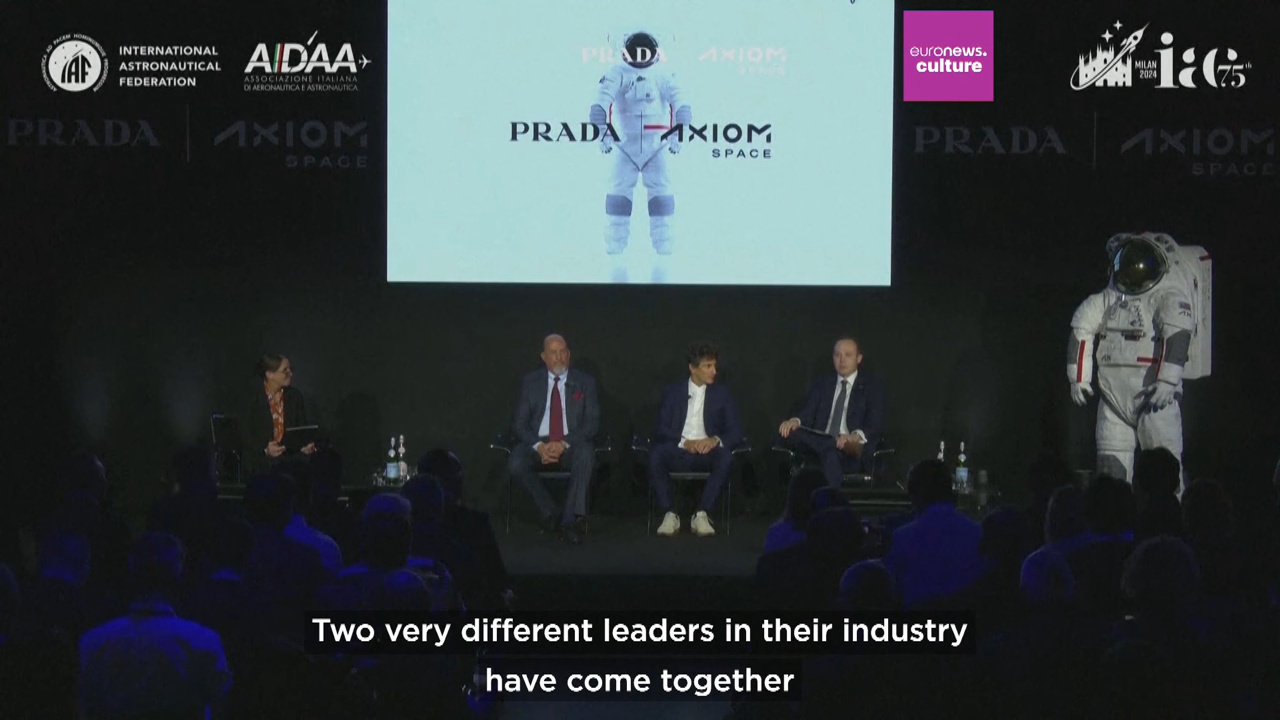 INTERNATIONAL
ASTRONAUTICAL
FEDERATION
IAF
AIDAA
ASSOCIAZIONE ITALIANA
DI AERONAUTICA E ASTRONAUTICA
PRADA AXIOM
SPACE
PRADA AXIOM
SPACE
euronews.
culture
MILAN
2024
iac
75th
PRADA AXIOM
SPACE
PRADA AXIOM
SPACE
Two very different leaders in their industry
have come together